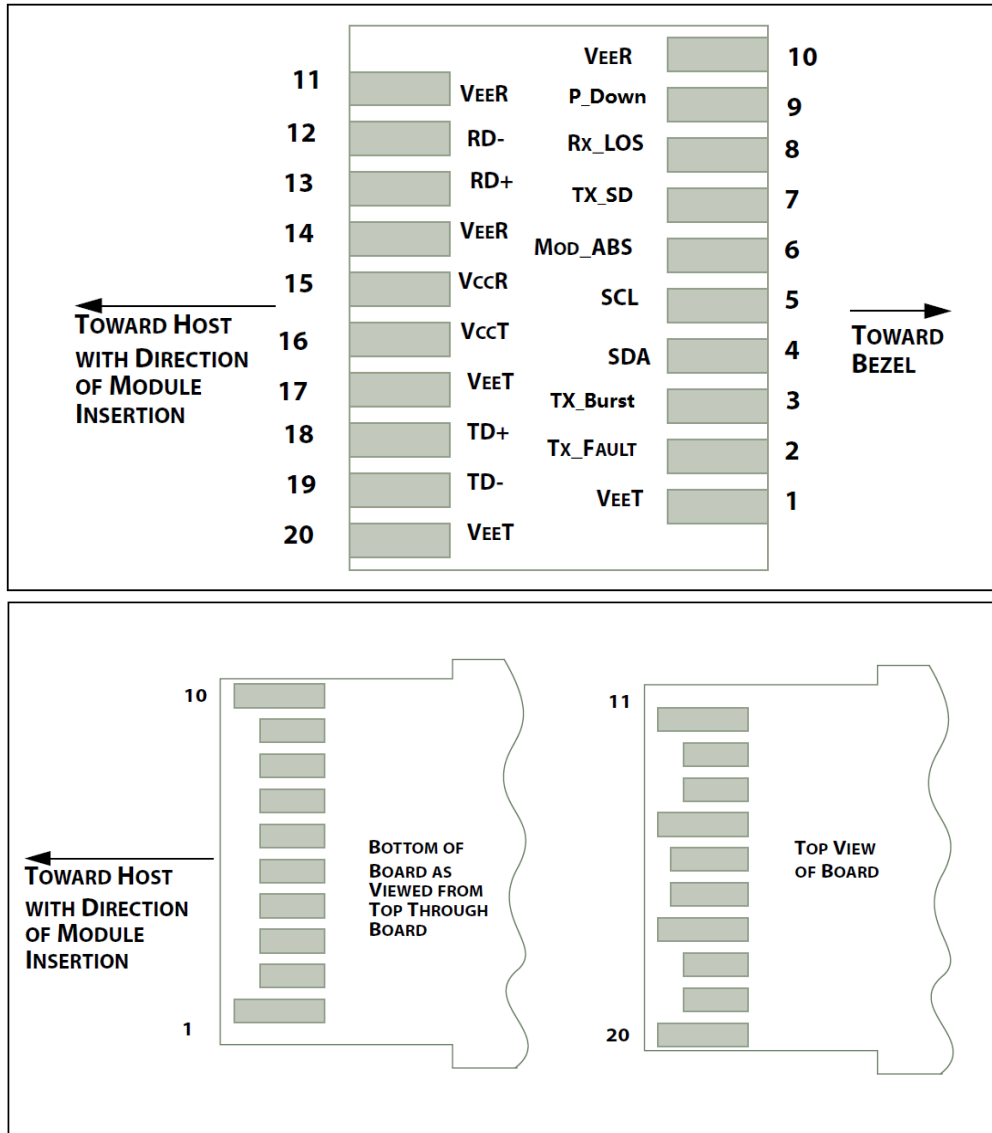 VEER 10
11 VEER
P_Down 9
12 RD-
Rx_LOS 8
13 RD+
TX_SD 7
14 VEER
MOD_ABS 6
15 VCCR
SCL 5
TOWARD HOST
WITH DIRECTION
OF MODULE
INSERTION
TOWARD
BEZEL
16 VCCT
SDA 4
17 VEET
TX_Burst 3
18 TD+
TX_FAULT 2
19 TD-
VEET 1
20 VEET
10
1
TOWARD HOST
WITH DIRECTION
OF MODULE
INSERTION
BOTTOM OF
BOARD AS
VIEWED FROM
TOP THROUGH
BOARD
11
20
TOP VIEW
OF BOARD